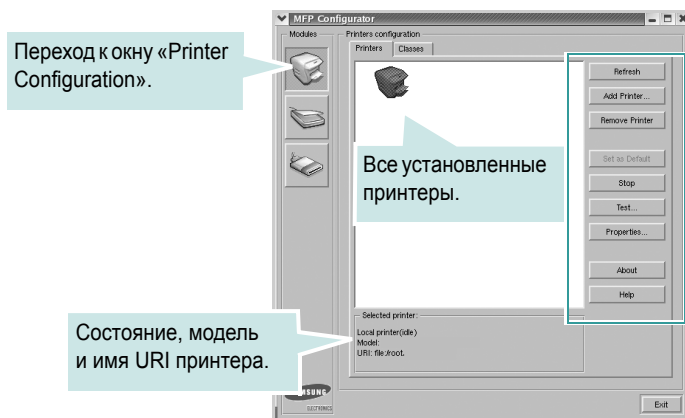 MFP Configurator
Modules
Printers configuration
Printers
Classes
Переход к окну «Printer
Configuration».
Refresh
Add Printer...
Remove Printer
Set as Default
Stop
Test...
Properties...
About
Help
Все установленные
принтеры.
Selected printer:
Local printer(idle)
Model:
URI: file:/root.
Состояние, модель
и имя URI принтера.
ELECTRONICS
Exit